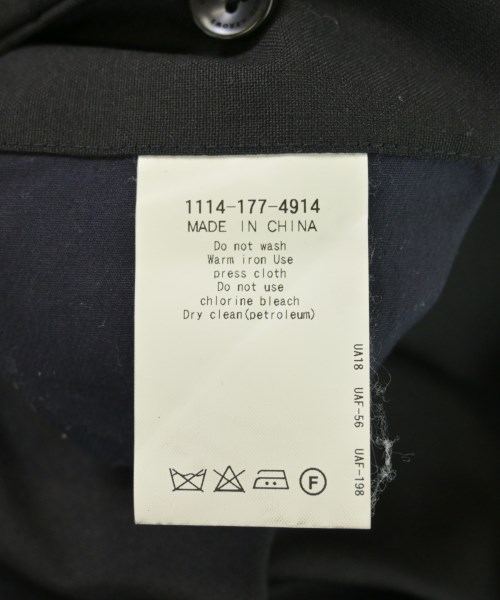 1114-177-4914
MADE IN CHINA
Do not wash
Warm iron Use
press cloth
Do not use
chlorine bleach
Dry clean(petroleum)
UA18 UAF-56 UAF-198
F